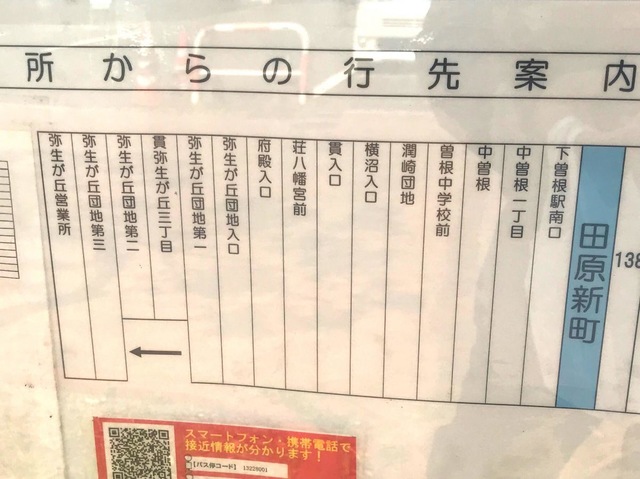 所からの行先案内
138
田原新町
下曽根駅南口
中曽根一丁目
中曽根
曽根中学校前
潤崎団地
横沼入口
貫入口
荘八幡宮前
府殿入口
弥生が丘団地入口
弥生が丘団地第一
貫弥生が丘三丁目
弥生が丘団地第二
弥生が丘団地第三
弥生が丘営業所
スマートフォン・携帯電話で
接近情報が分かります！
【バス停コード】 13228001